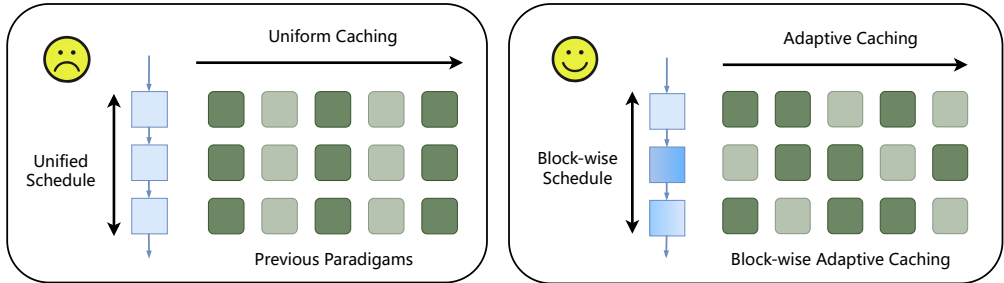 Uniform Caching
Unified
Schedule
Previous Paradigams
Adaptive Caching
Block-wise
Schedule
Block-wise Adaptive Caching